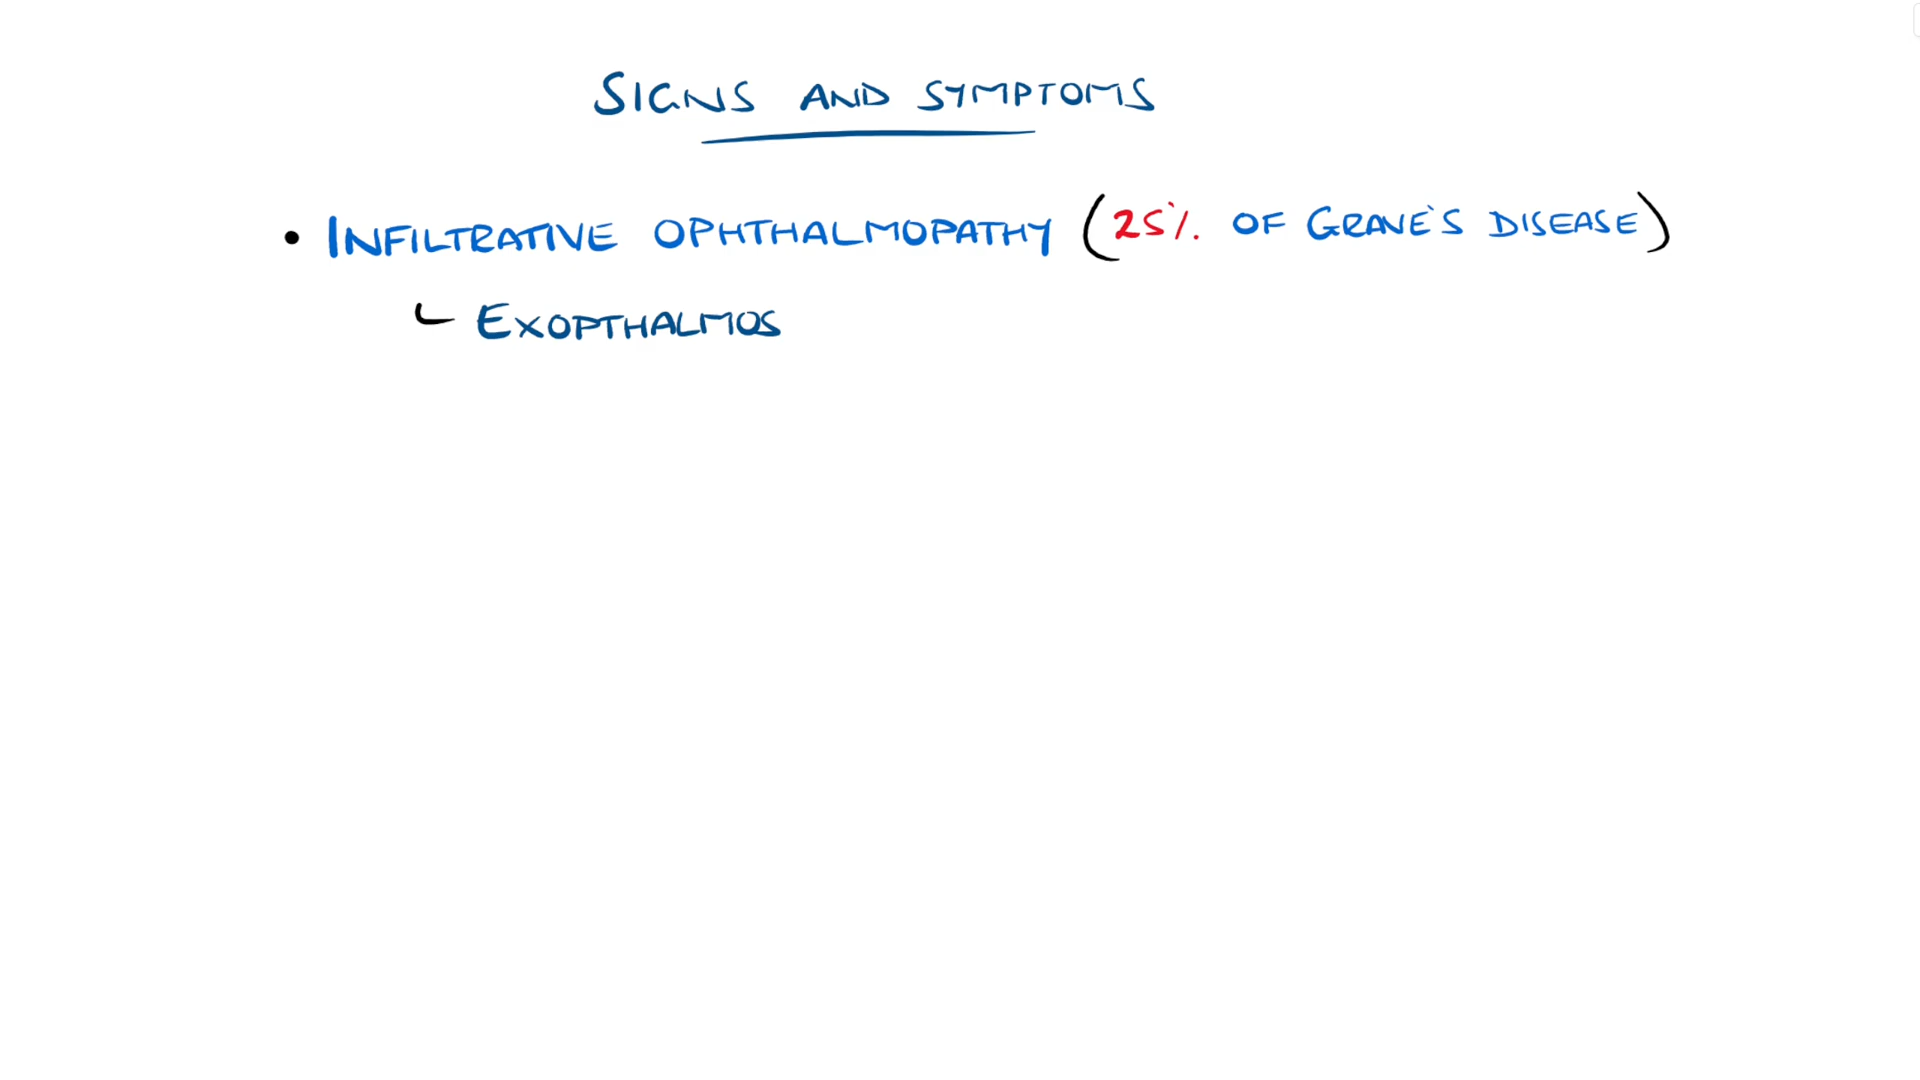 SIGNS AND SYMPTOMS
• INFILTRATIVE OPHTHALMOPATHY (25% OF GRAVE'S DISEASE)
EXOPTHALMOS